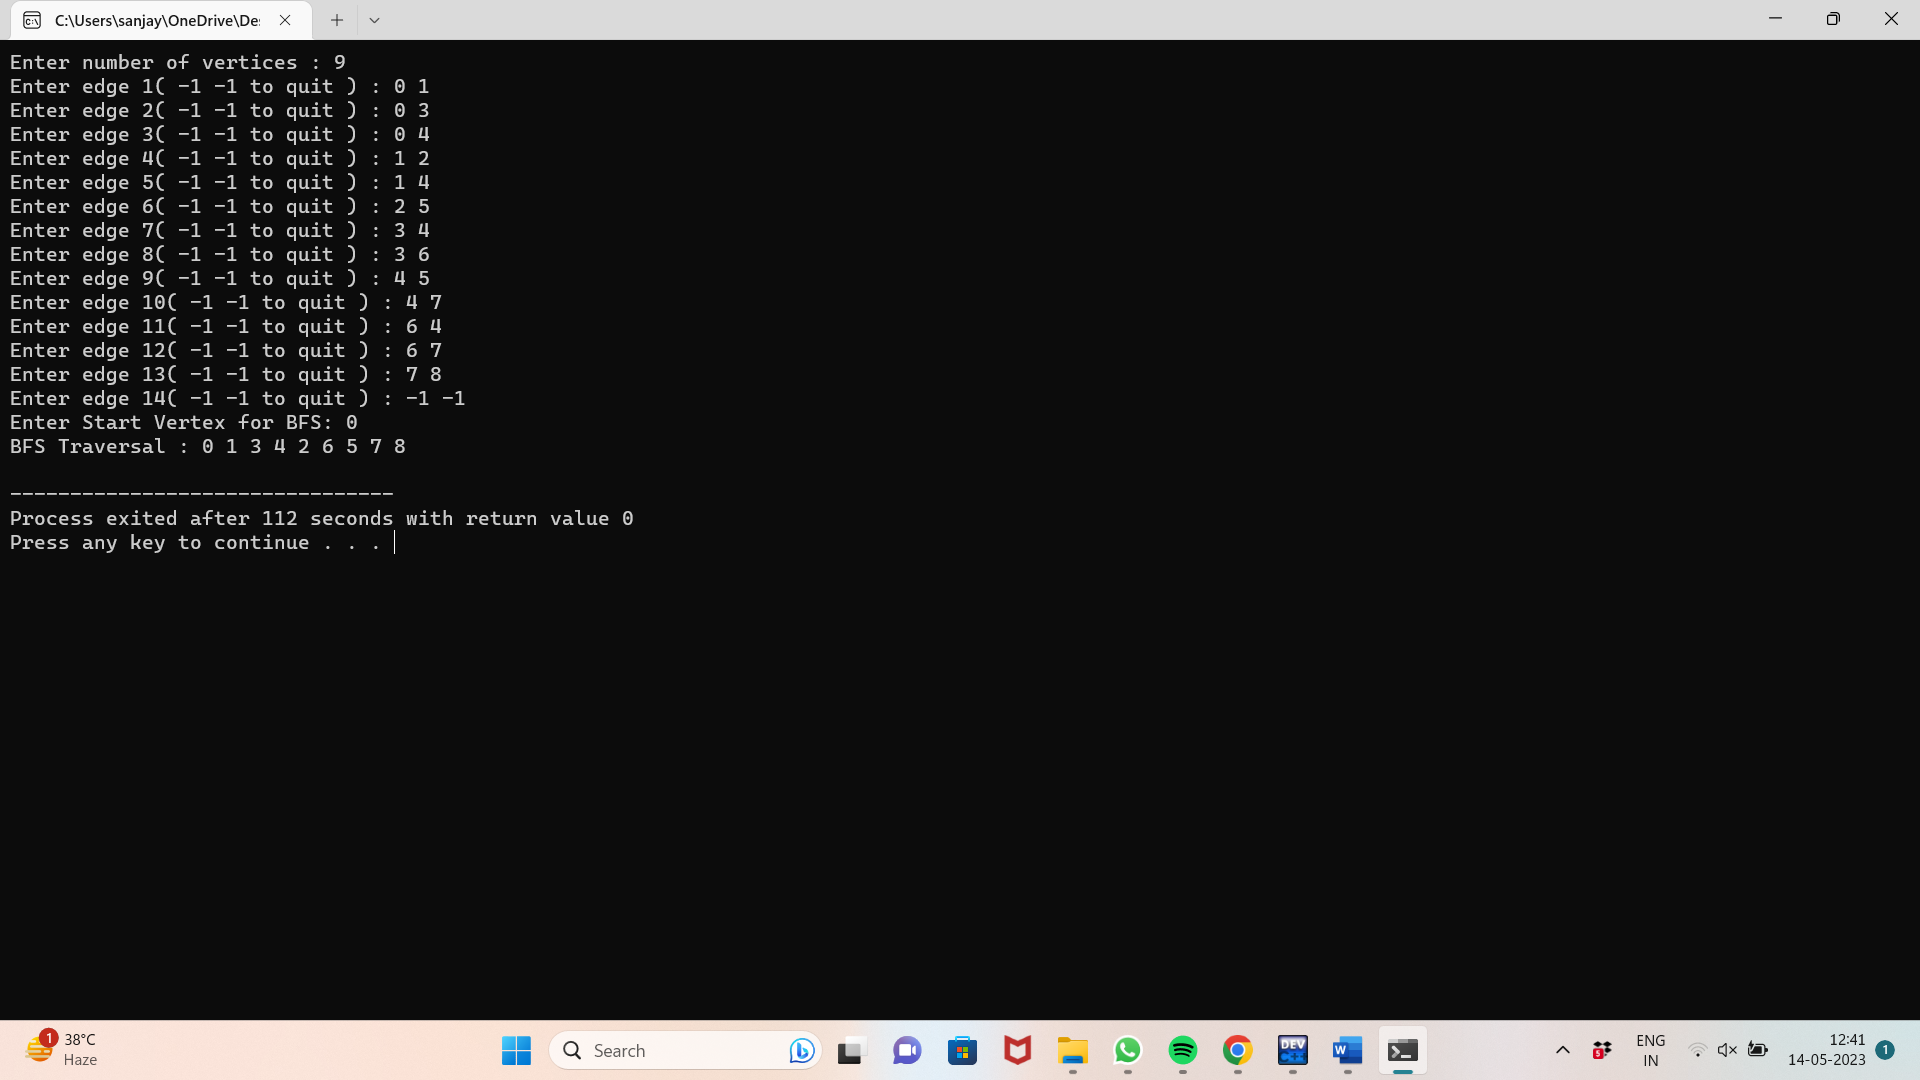 C:\Users\sanjay\OneDrive\De:
Enter number of vertices : 9
Enter edge 1( -1 -1 to quit ) : 0 1
Enter edge 2( -1 -1 to quit ) : 0 3
Enter edge 3( -1 -1 to quit ) : 0 4
Enter edge 4( -1 -1 to quit ) : 1 2
Enter edge 5( -1 -1 to quit ) : 1 4
Enter edge 6( -1 -1 to quit ) : 2 5
Enter edge 7( -1 -1 to quit ) : 3 4
Enter edge 8( -1 -1 to quit ) : 3 6
Enter edge 9( -1 -1 to quit ) : 4 5
Enter edge 10( -1 -1 to quit ) : 4 7
Enter edge 11( -1 -1 to quit ) : 6 4
Enter edge 12( -1 -1 to quit ) : 6 7
Enter edge 13( -1 -1 to quit ) : 7 8
Enter edge 14( -1 -1 to quit ) : -1 -1
Enter Start Vertex for BFS: 0
BFS Traversal : 0 1 3 4 2 6 5 7 8
--------------------------------
Process exited after 112 seconds with return value 0
Press any key to continue . . .
1
38°C
Haze
Search
DEV
C++
W
5
ENG
IN
12:41
14-05-2023
1